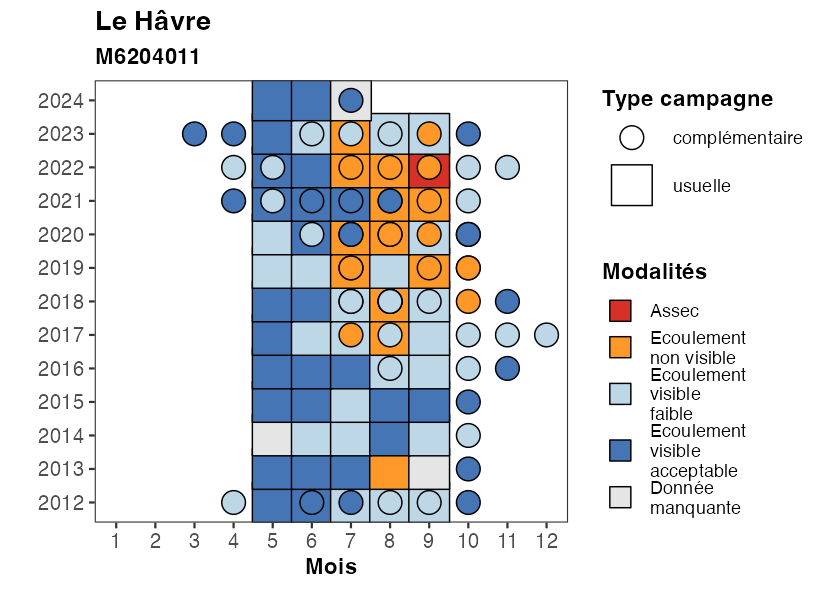 Le Hâvre
M6204011
2024
2023
2022
2021
2020
2019
2018
2017
2016
2015
2014
2013
2012
1 2 3 4 5 6 7 8 9 10 11 12
Mois
Type campagne
complémentaire
usuelle
Modalités
Assec
Ecoulement
non visible
Ecoulement
visible
faible
Ecoulement
visible
acceptable
Donnée
manquante